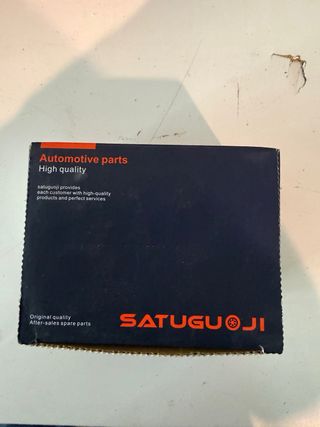 Automotive parts
High quality
satuguoji provides
each customer with high-quality
products and perfect services
Original quality
After-sales spare parts
SATUGUOJI